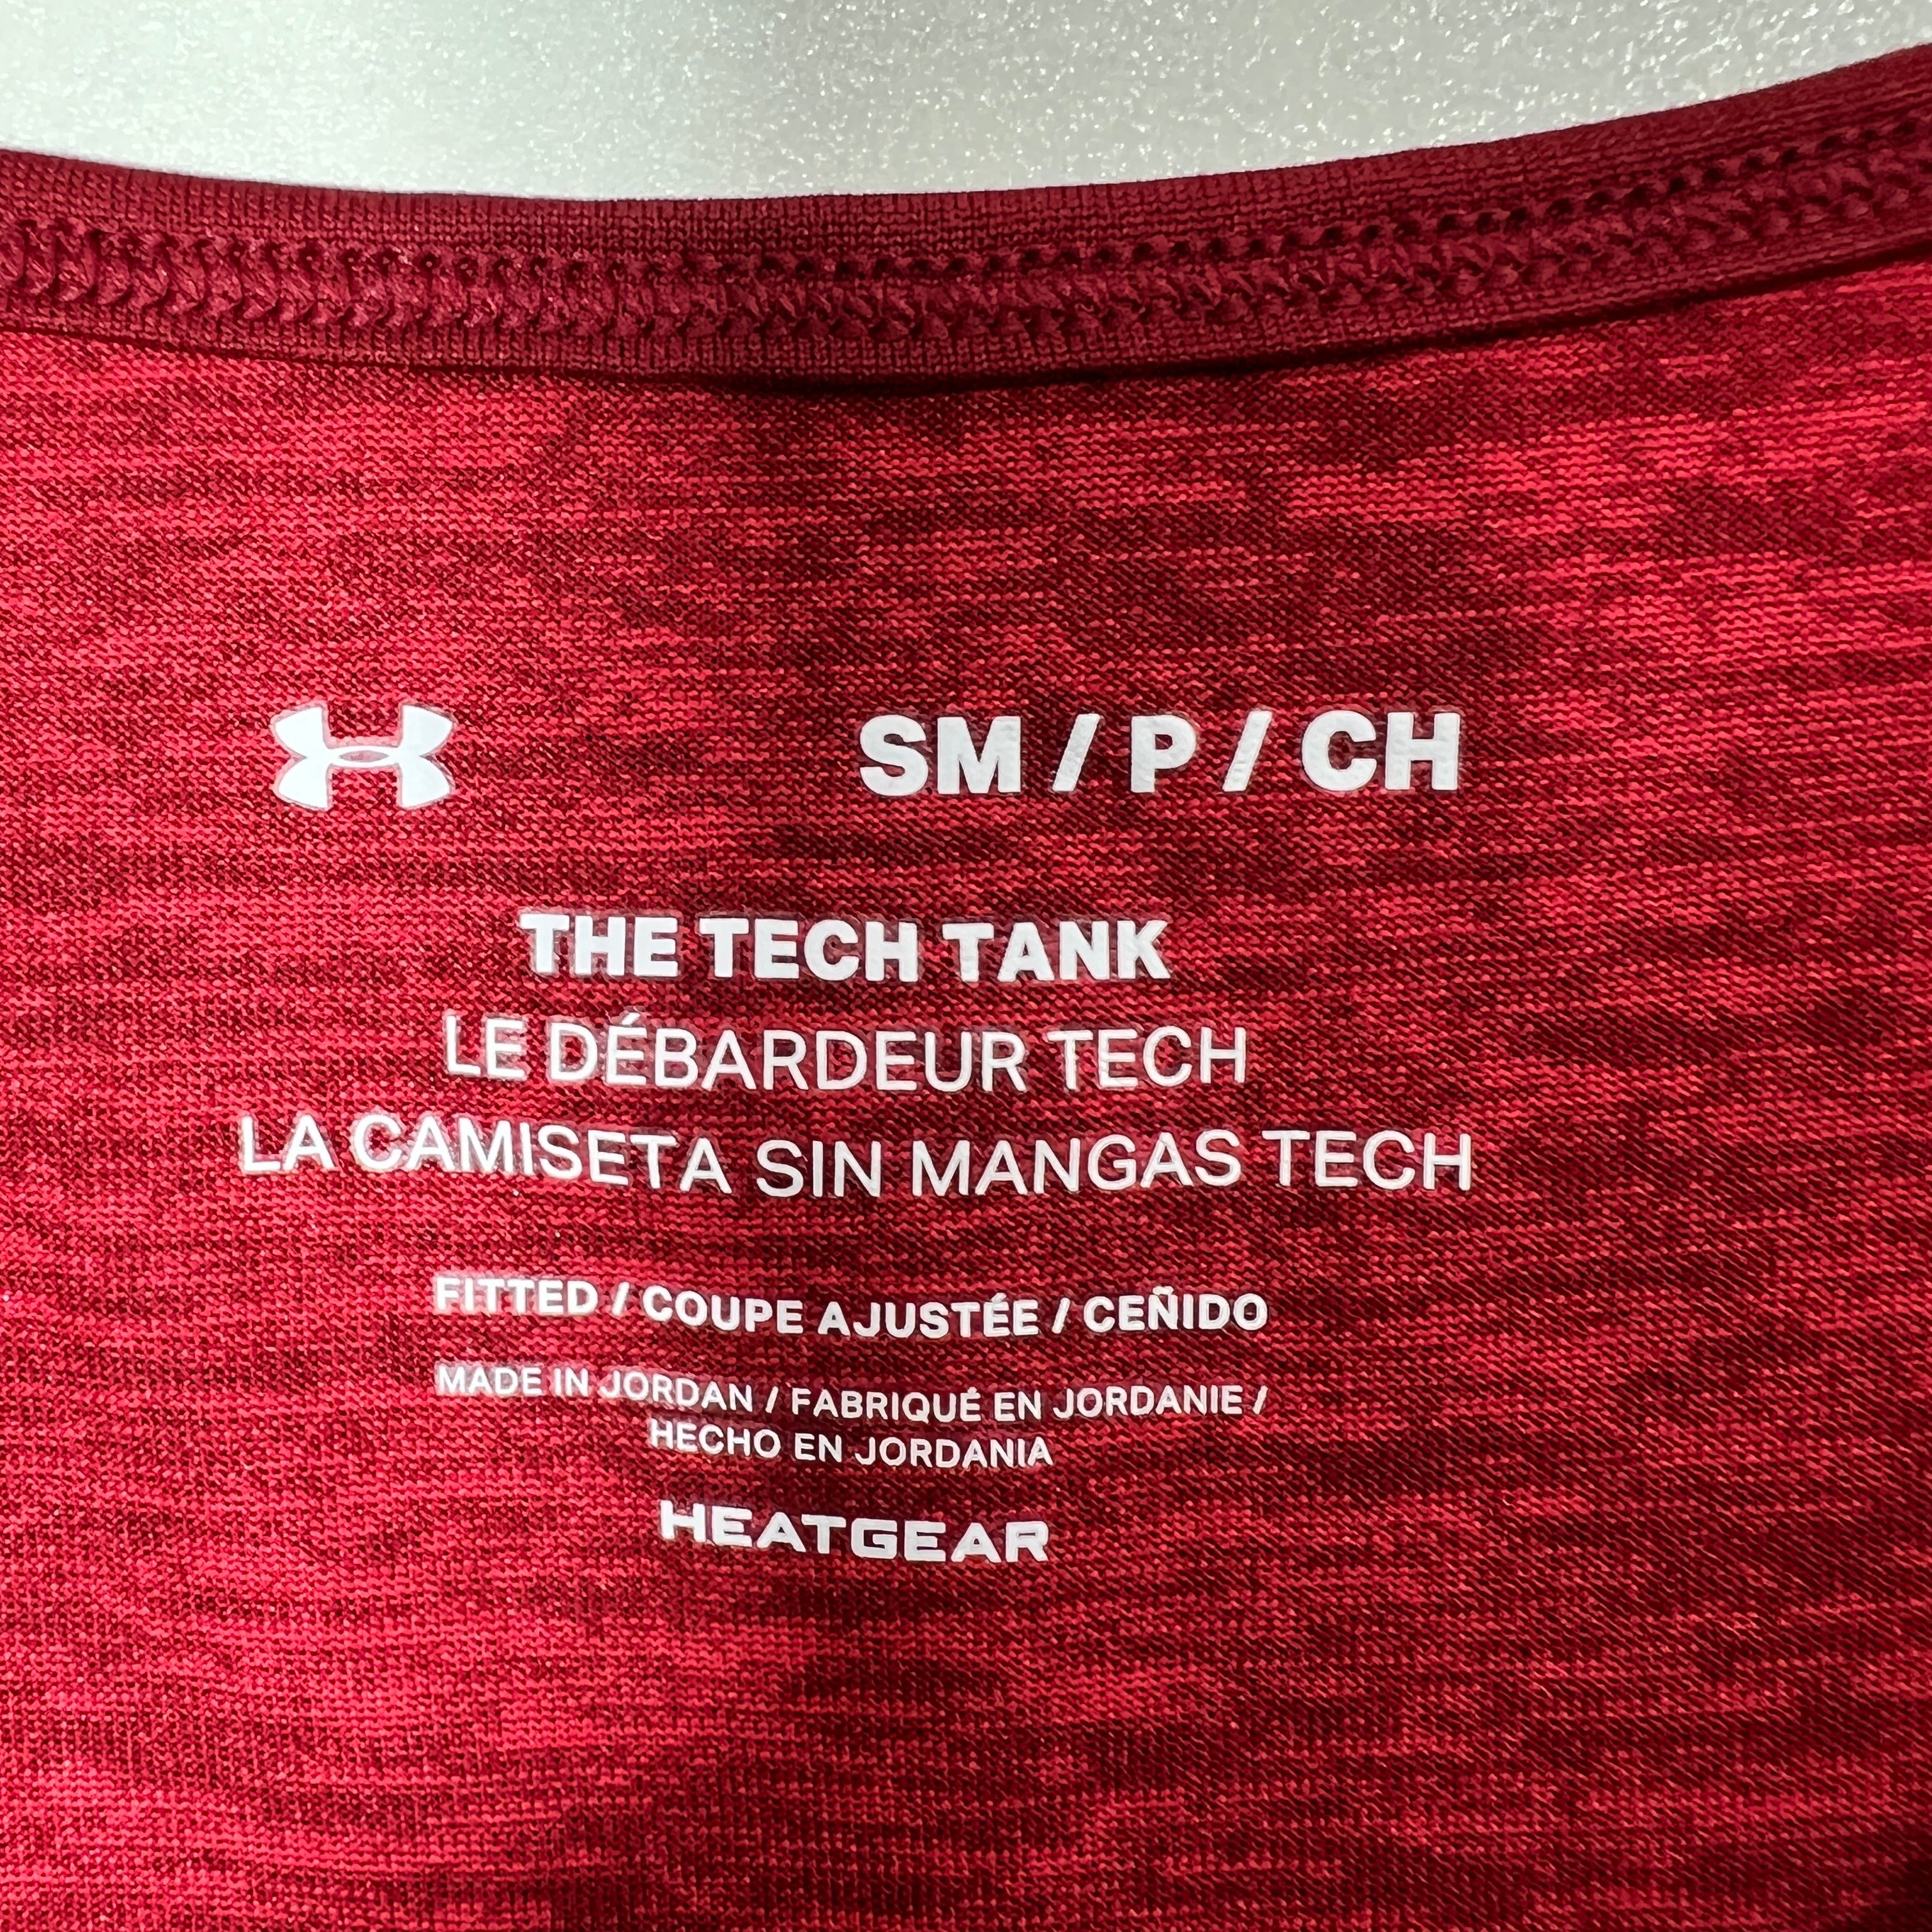 SM / P / CH
THE TECH TANK
LE DÉBARDEUR TECH
LA CAMISETA SIN MANGAS TECH
FITTED / COUPE AJUSTÉE / CEÑIDO
MADE IN JORDAN / FABRIQUÉ EN JORDANIE /
HECHO EN JORDANIA
HEATGEAR